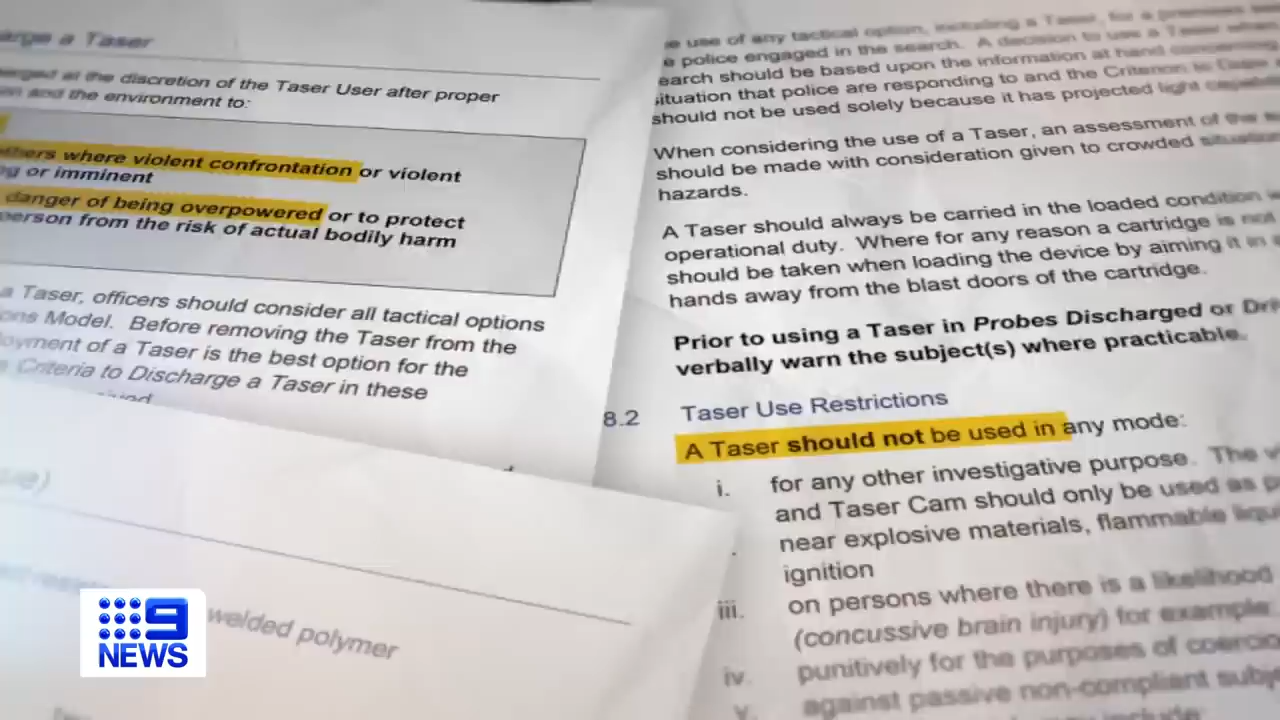 arge a Taser
at the discretion of the Taser User after proper
and the environment to:
thers where violent confrontation or violent
ng or imminent
danger of being overpowered or to protect
person from the risk of actual bodily harm
a Taser, officers should consider all tactical options
ons Model. Before removing the Taser from the
oyment of a Taser is the best option for the
Criteria to Discharge a Taser in these
welded polymer
e use of any tactical option, including a Taser, for a premises
e police engaged in the search. A decision to use a Taser when
earch should be based upon the information at hand concerning
situation that police are responding to and the Criterion to
should not be used solely because it has projected light
When considering the use of a Taser, an assessment of the
should be made with consideration given to crowded situation
hazards.
A Taser should always be carried in the loaded condition
operational duty. Where for any reason a cartridge is not
should be taken when loading the device by aiming it in
hands away from the blast doors of the cartridge.
Prior to using a Taser in Probes Discharged or Dri
verbally warn the subject(s) where practicable.
8.2 Taser Use Restrictions
A Taser should not be used in any mode:
i. for any other investigative purpose. The
and Taser Cam should only be used as
near explosive materials, flammable liqu
ignition
iii. on persons where there is a likelihood
(concussive brain injury) for example
iv. punitively for the purposes of coercio
v. against passive non-compliant subje
include:
9
NEWS